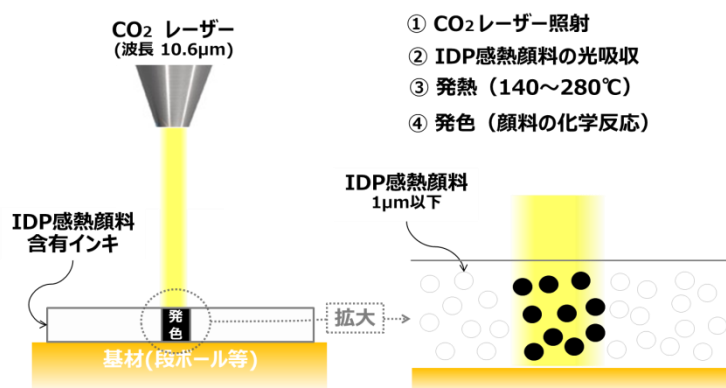 CO2 レーザー
(波長 10.6μm)
① CO2レーザー照射
② IDP感熱顔料の光吸収
③ 発熱（140～280℃）
④ 発色（顔料の化学反応）
IDP感熱顔料
1μm以下
IDP感熱顔料
含有インキ
発色
拡大
基材(段ボール等)